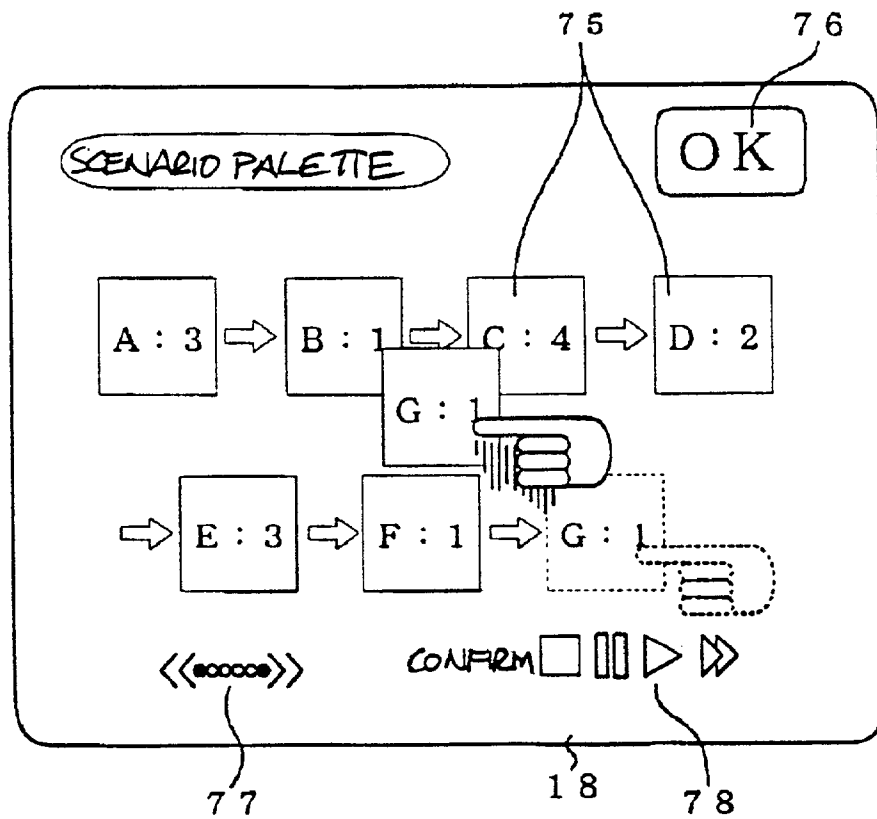 75 76
SCENARIO PALETTE OK
A : 3 B : 1 C : 4 D : 2
G : 1
E : 3 F : 1 G : 1
CONFIRM
77 18 78